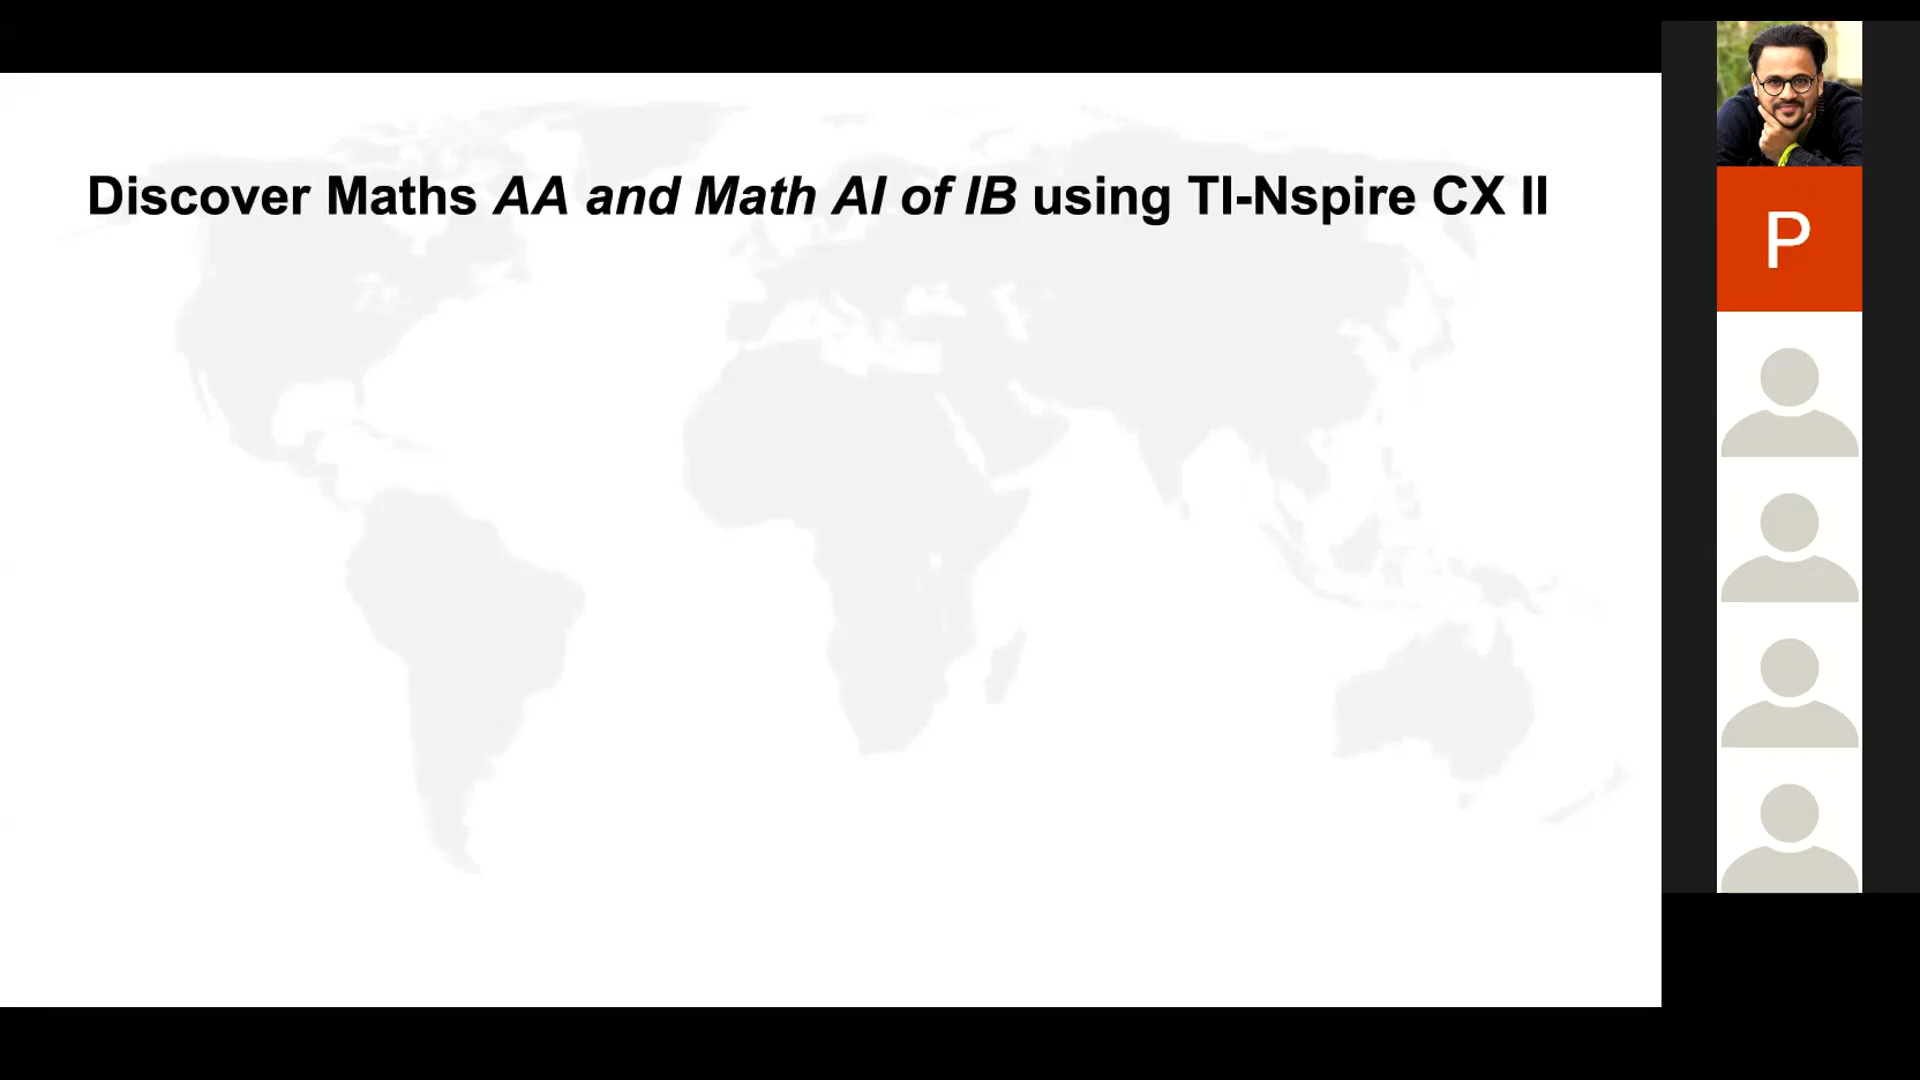 Discover Maths AA and Math AI of IB using TI-Nspire CX II
P